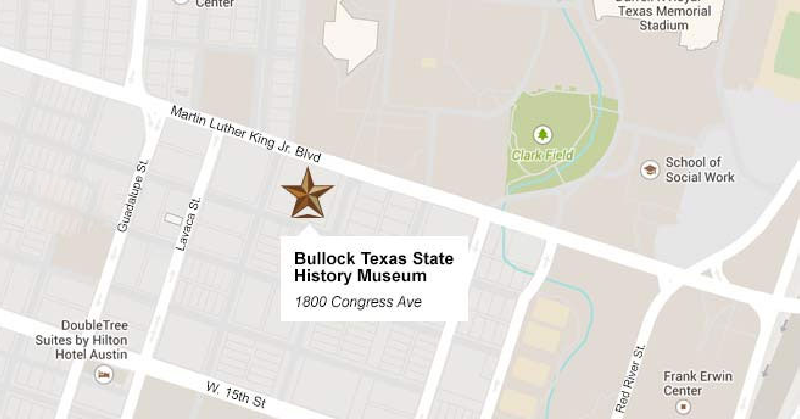 Center
Texas Memorial
Stadium
Martin Luther King Jr. Blvd
Clark Field
School of
Social Work
Guadalupe St.
Lavaca St.
Bullock Texas State
History Museum
1800 Congress Ave
DoubleTree
Suites by Hilton
Hotel Austin
W. 15th St
Red River St.
Frank Erwin
Center